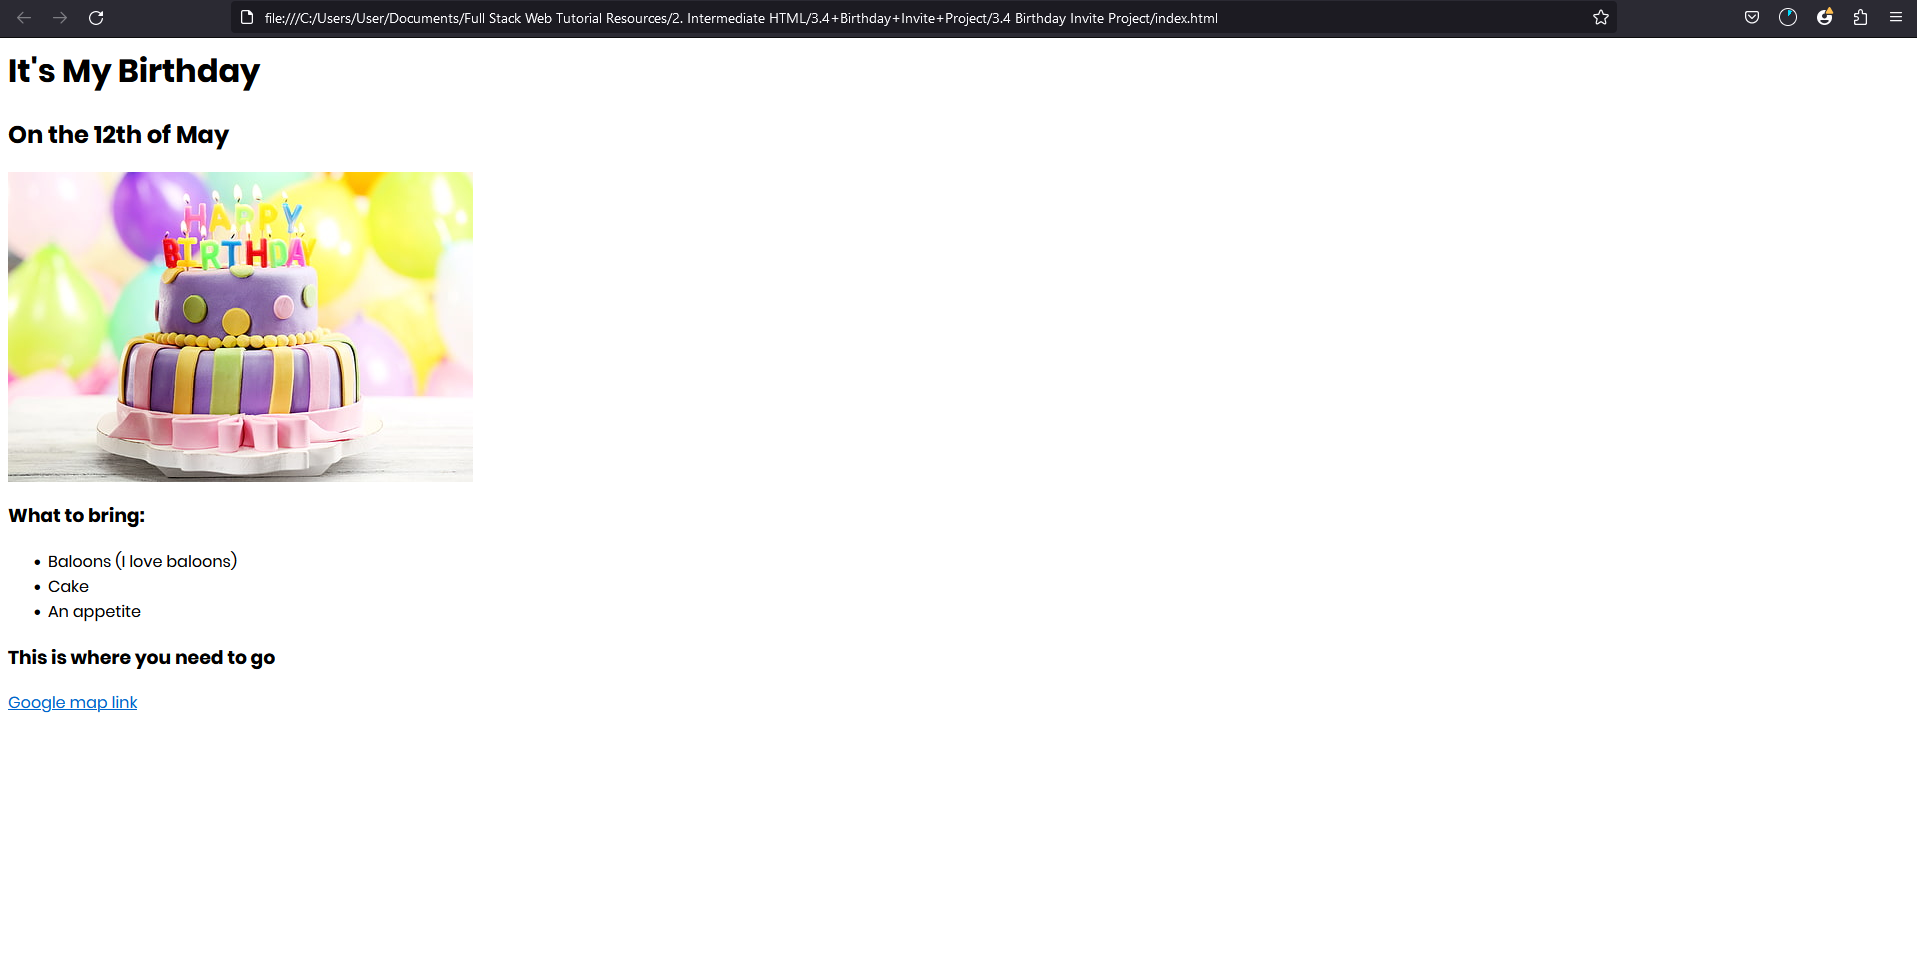 file:///C:/Users/User/Documents/Full Stack Web Tutorial Resources/2. Intermediate HTML/3.4+Birthday+Invite+Project/3.4 Birthday Invite Project/index.html
It's My Birthday
On the 12th of May
HAPPY
BIRTHDAY
What to bring:
Baloons (I love baloons)
Cake
An appetite
This is where you need to go
Google map link